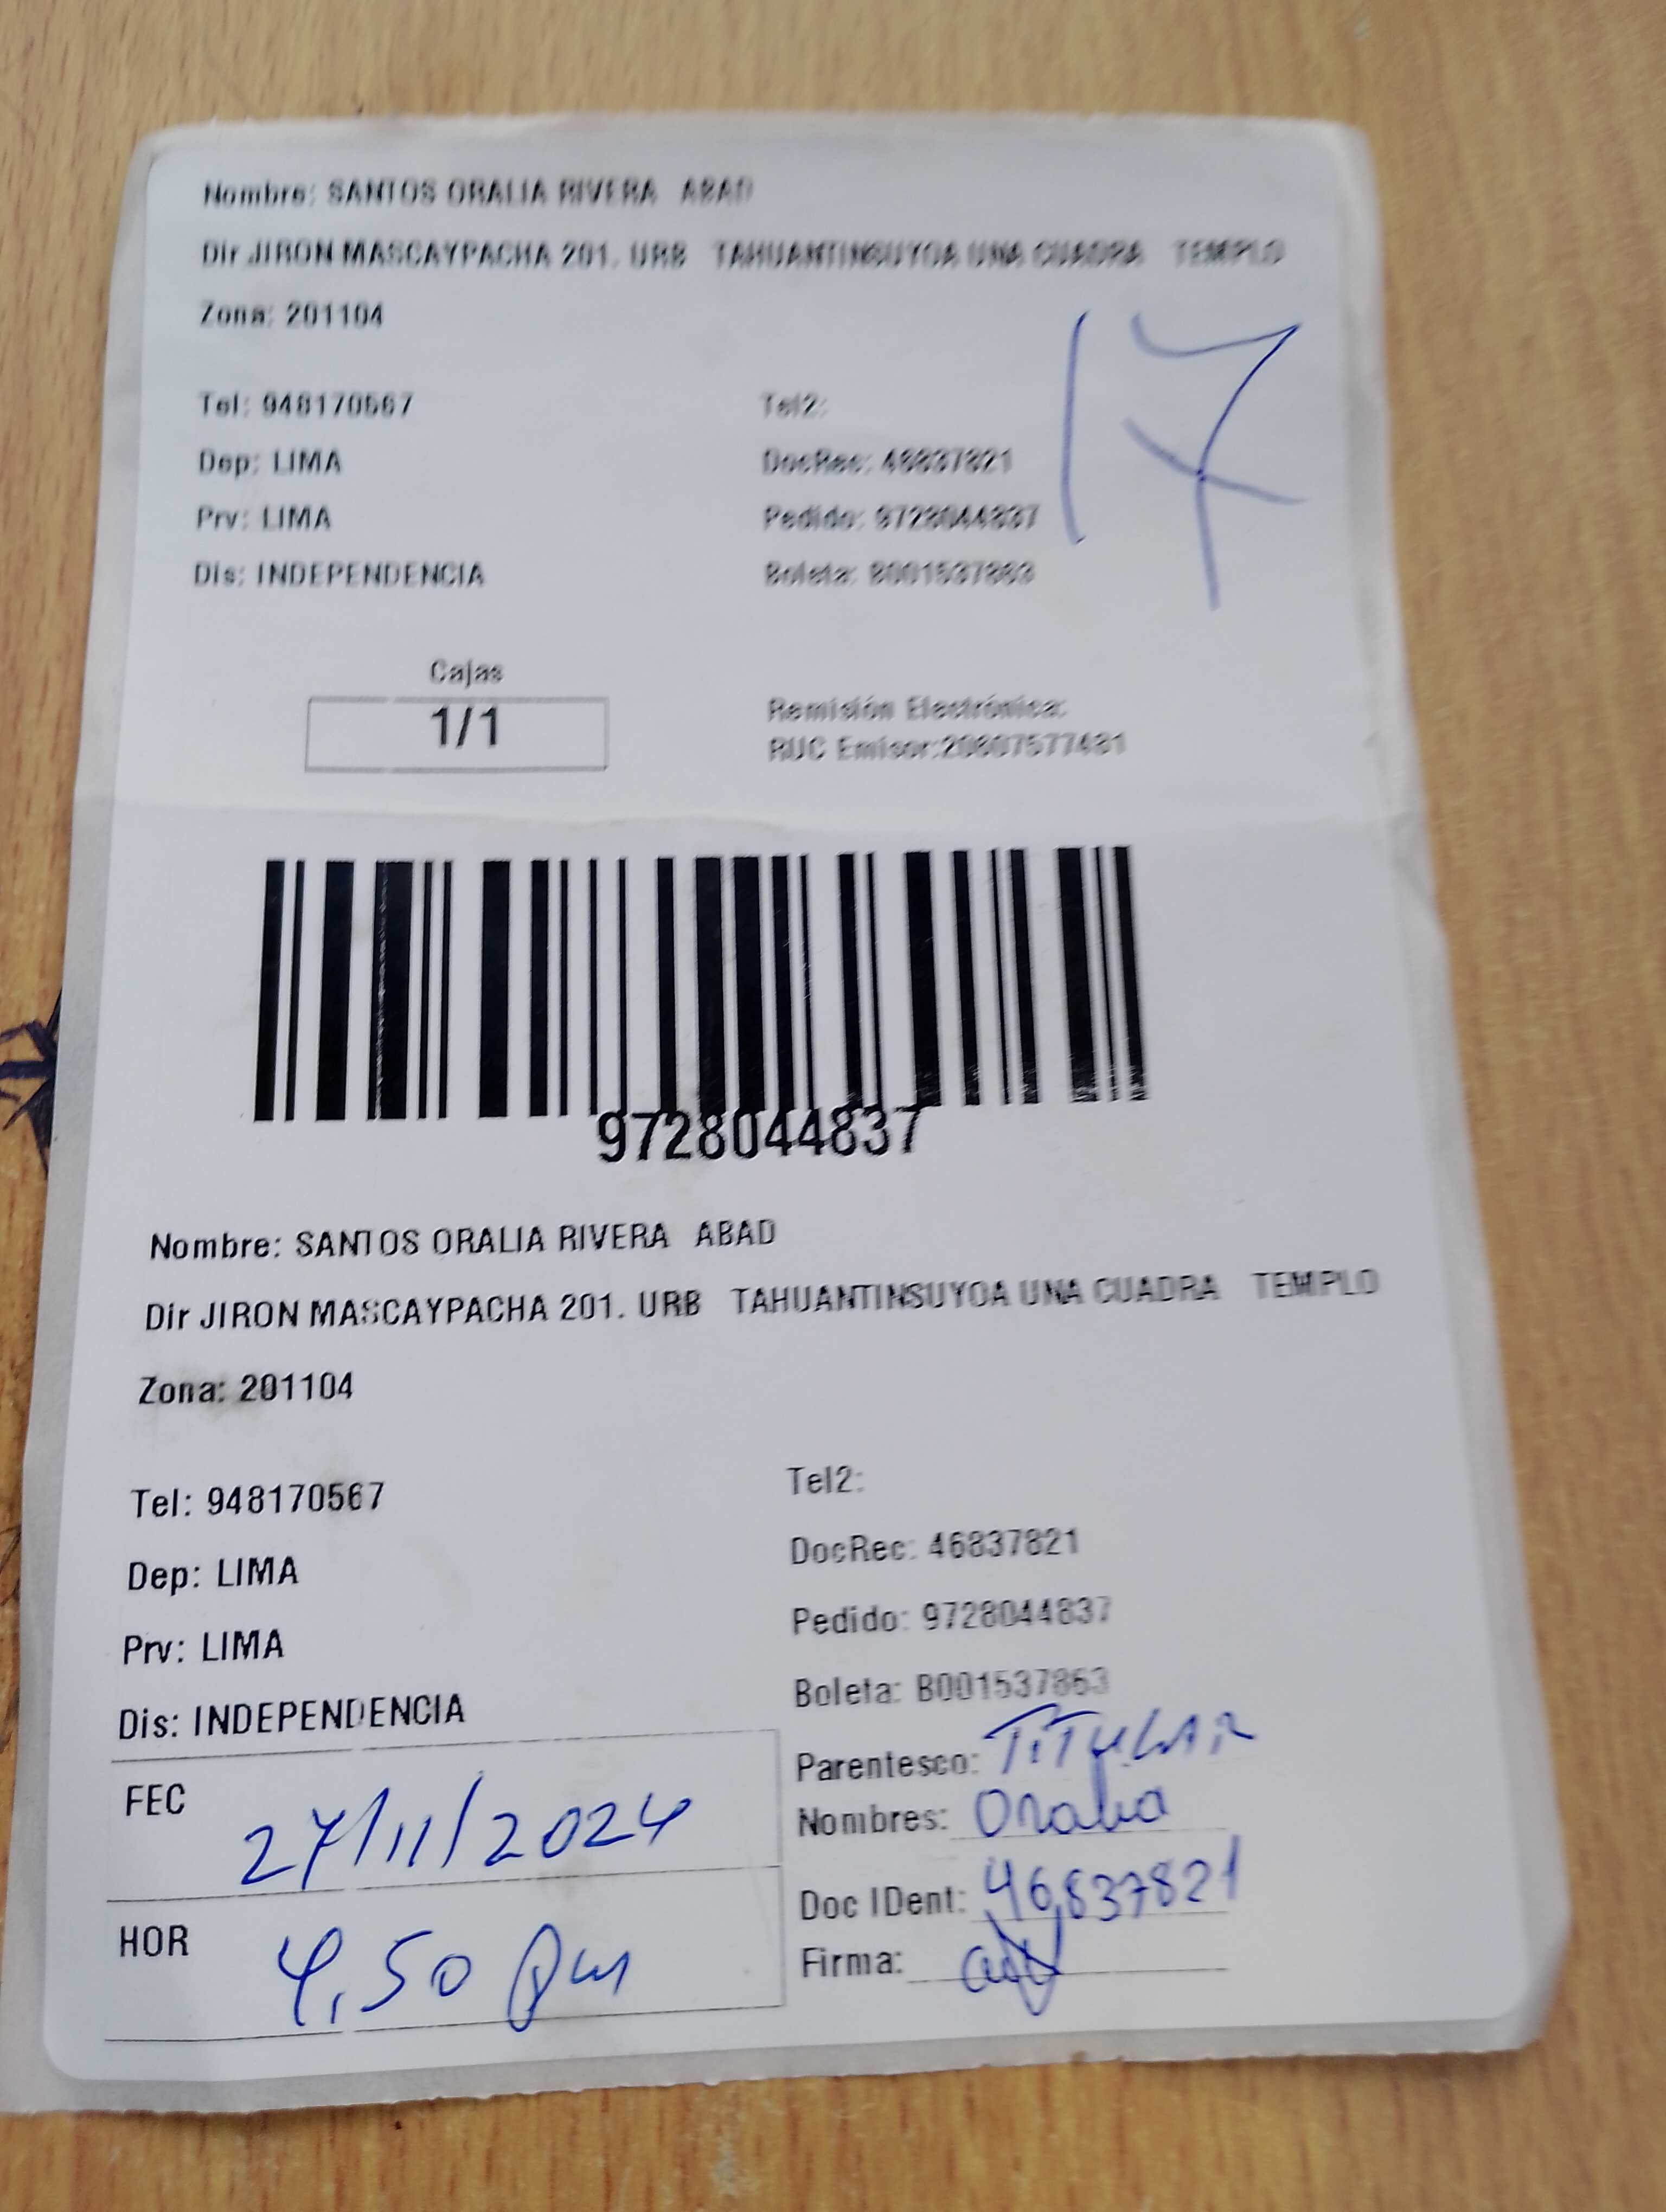 Nombre: SANTOS ORALIA RIVERA ABAD
Dir JIRON MASCAYPACHA 201. URB TAHUANTINSUYOA UNA CUADRA TEMPLO
Zona: 201104
17
Tel: 948170567 Tel2:
Dep: LIMA DocRec: 46837821
Prv: LIMA Pedido: 9728044837
Dis: INDEPENDENCIA Boleta: B001537863
Cajas
1/1
Remisión Electrónica:
RUC Emisor:20607577481
9728044837
Nombre: SANTOS ORALIA RIVERA ABAD
Dir JIRON MASCAYPACHA 201. URB TAHUANTINSUYOA UNA CUADRA TEMPLO
Zona: 201104
Tel: 948170567 Tel2:
Dep: LIMA DocRec: 46837821
Prv: LIMA Pedido: 9728044837
Dis: INDEPENDENCIA Boleta: B001537863
FEC 27/11/2024
HOR 4,50 pm
Parentesco: TITULAR
Nombres: Oralia
Doc IDent: 46837821
Firma: